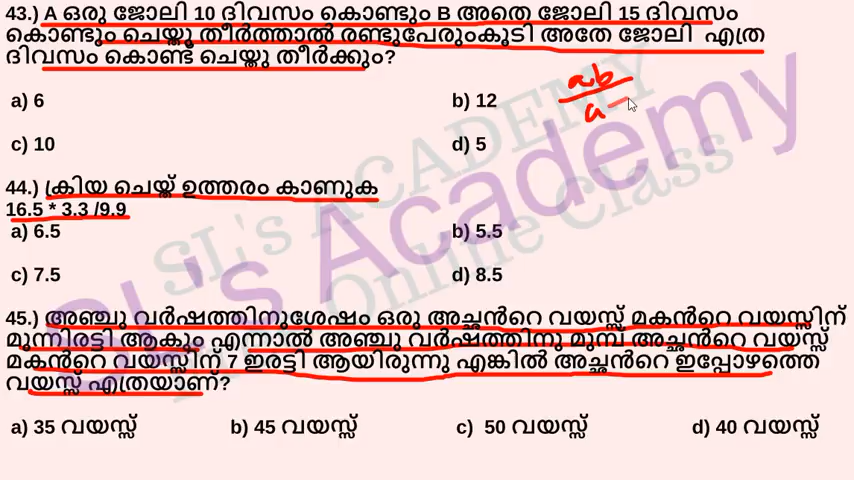 43.) A ഒരു ജോലി 10 ദിവസം കൊണ്ടും B അതെ ജോലി 15 ദിവസം
കൊണ്ടും ചെയ്തു തീർത്താൽ രണ്ടുപേരുംകൂടി അതേ ജോലി എത്ര
ദിവസം കൊണ്ട് ചെയ്തു തീർക്കും?
ab
a
a) 6
b) 12
c) 10
d) 5
44.) ക്രിയ ചെയ്ത് ഉത്തരം കാണുക
16.5 * 3.3 /9.9
a) 6.5
b) 5.5
c) 7.5
d) 8.5
45.) അഞ്ചു വർഷത്തിനുശേഷം ഒരു അച്ഛൻറെ വയസ്സ് മകൻറെ വയസ്സിന്
മൂന്നിരട്ടി ആകും എന്നാൽ അഞ്ചു വർഷത്തിനു മുമ്പ് അച്ഛൻറെ വയസ്സ്
മകൻറെ വയസിന് 7 ഇരട്ടി ആയിരുന്നു എങ്കിൽ അച്ഛൻറെ ഇപ്പോഴത്തെ
വയസ്സ് എത്രയാണ്?
a) 35 വയസ്സ്
b) 45 വയസ്സ്
c) 50 വയസ്സ്
d) 40 വയസ്സ്
SL's Academy
SL's ACADEMY
Online Class